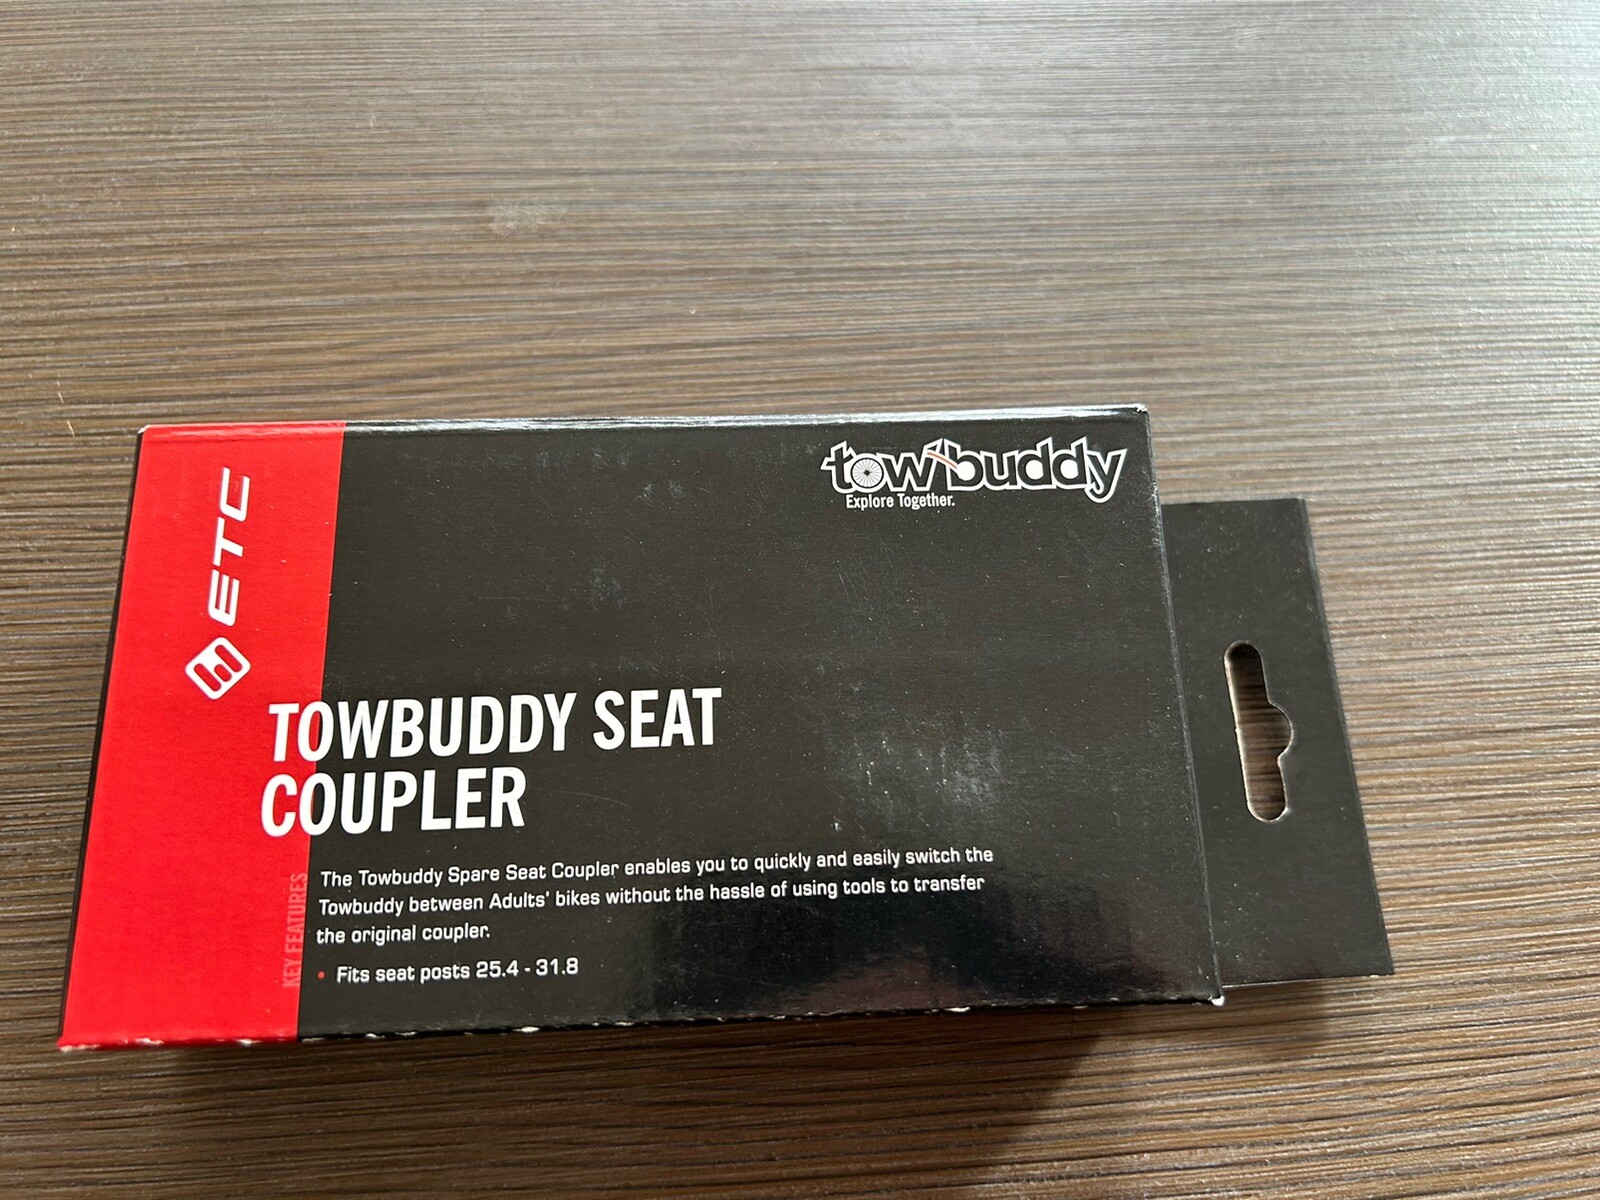 ETC
towbuddy
Explore Together.
TOWBUDDY SEAT
COUPLER
KEY FEATURES
The Towbuddy Spare Seat Coupler enables you to quickly and easily switch the
Towbuddy between Adults' bikes without the hassle of using tools to transfer
the original coupler.
• Fits seat posts 25.4 - 31.8